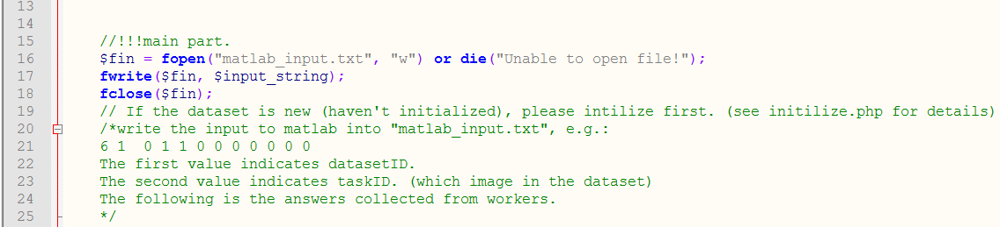 13
14
15 //!!!main part.
16 $fin = fopen("matlab_input.txt", "w") or die("Unable to open file!");
17 fwrite($fin, $input_string);
18 fclose($fin);
19 // If the dataset is new (haven't initialized), please intilize first. (see initilize.php for details)
20 /*write the input to matlab into "matlab_input.txt", e.g.:
21 6 1  0 1 1 0 0 0 0 0 0 0
22 The first value indicates datasetID.
23 The second value indicates taskID. (which image in the dataset)
24 The following is the answers collected from workers.
25 */